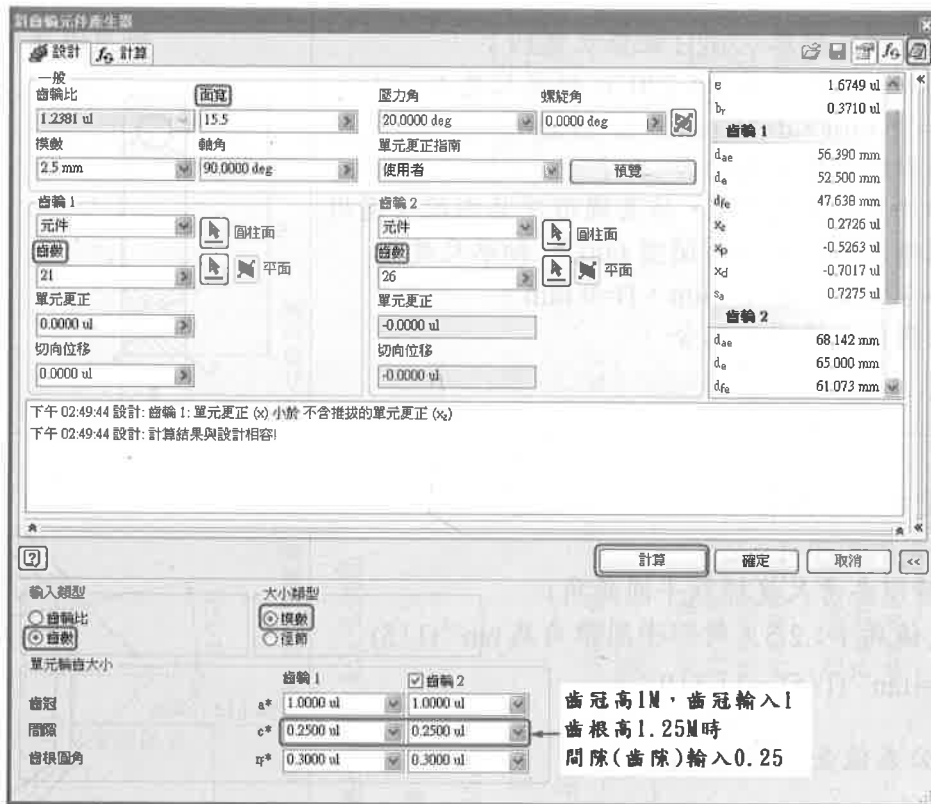 斜齒輪元件產生器
設計 fG 計算
一般
齒輪比 面寬 壓力角 螺旋角
1.2381 ul 15.5 20.0000 deg 0.0000 deg
模數 軸角 單元更正指南
2.5 mm 90.0000 deg 使用者 預覽...
齒輪 1
元件 圓柱面
齒數
21 平面
單元更正
0.0000 ul
切向位移
0.0000 ul
齒輪 2
元件 圓柱面
齒數
26 平面
單元更正
-0.0000 ul
切向位移
-0.0000 ul
e 1.6749 ul
br 0.3710 ul
齒輪 1
dae 56.390 mm
de 52.500 mm
dfe 47.638 mm
xz 0.2726 ul
xp -0.5263 ul
xd -0.7017 ul
sa 0.7275 ul
齒輪 2
dae 68.142 mm
de 65.000 mm
dfe 61.073 mm
下午 02:49:44 設計: 齒輪 1: 單元更正 (x) 小於 不含推拔的單元更正 (xz)
下午 02:49:44 設計: 計算結果與設計相容!
計算 確定 取消 <<
輸入類型
齒輪比
齒數
大小類型
模數
徑節
單元輪齒大小
齒輪 1 齒輪 2
齒冠 a* 1.0000 ul 1.0000 ul
間隙 c* 0.2500 ul 0.2500 ul
齒根圓角 rf* 0.3000 ul 0.3000 ul
齒冠高1M，齒冠輸入1
齒根高1.25M時
間隙(齒隙)輸入0.25